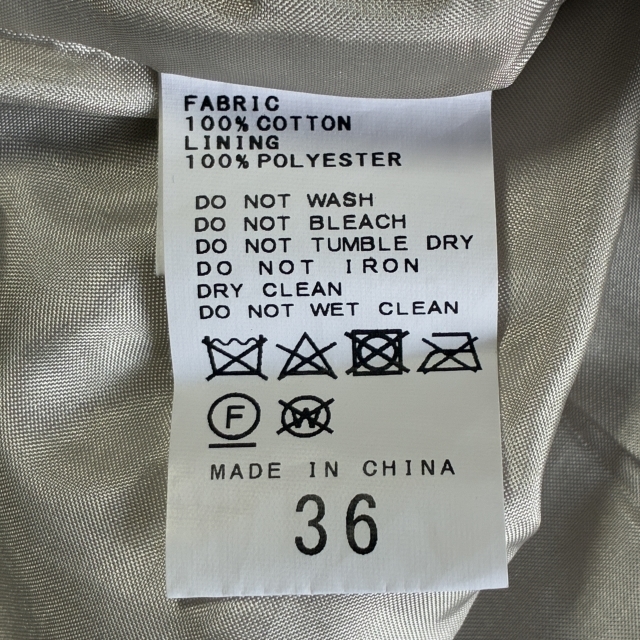 FABRIC
100% COTTON
LINING
100% POLYESTER
DO NOT WASH
DO NOT BLEACH
DO NOT TUMBLE DRY
DO NOT IRON
DRY CLEAN
DO NOT WET CLEAN
F W
MADE IN CHINA
36